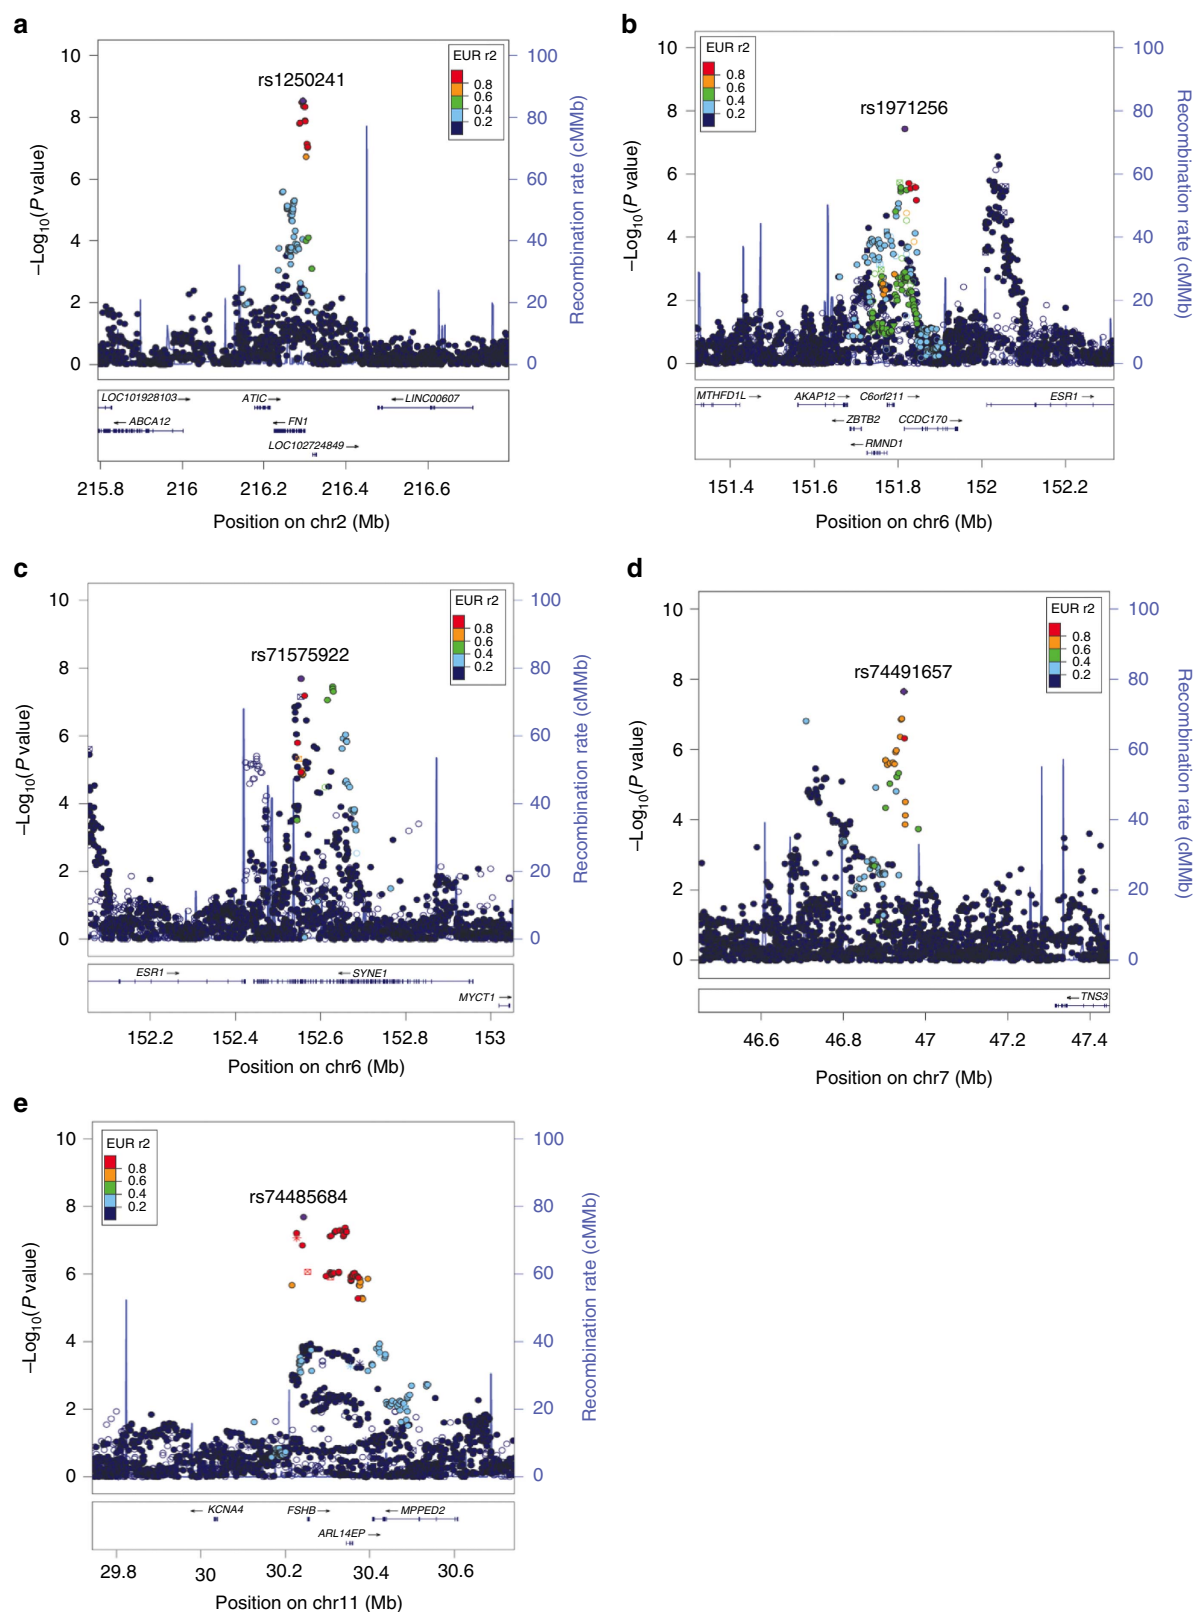 a
EUR r2
0.8
0.6
0.4
0.2
rs1250241
–Log10(P value)
10
8
6
4
2
0
100
80
60
40
20
0
Recombination rate (cMMb)
LOC101928103
ATIC
LINC00607
ABCA12
FN1
LOC102724849
215.8 216 216.2 216.4 216.6
Position on chr2 (Mb)
b
EUR r2
0.8
0.6
0.4
0.2
rs1971256
–Log10(P value)
10
8
6
4
2
0
100
80
60
40
20
0
Recombination rate (cMMb)
MTHFD1L
AKAP12
C6orf211
ESR1
ZBTB2
CCDC170
RMND1
151.4 151.6 151.8 152 152.2
Position on chr6 (Mb)
c
EUR r2
0.8
0.6
0.4
0.2
rs71575922
–Log10(P value)
10
8
6
4
2
0
100
80
60
40
20
0
Recombination rate (cMMb)
ESR1
SYNE1
MYCT1
152.2 152.4 152.6 152.8 153
Position on chr6 (Mb)
d
EUR r2
0.8
0.6
0.4
0.2
rs74491657
–Log10(P value)
10
8
6
4
2
0
100
80
60
40
20
0
Recombination rate (cMMb)
TNS3
46.6 46.8 47 47.2 47.4
Position on chr7 (Mb)
e
EUR r2
0.8
0.6
0.4
0.2
rs74485684
–Log10(P value)
10
8
6
4
2
0
100
80
60
40
20
0
Recombination rate (cMMb)
KCNA4
FSHB
MPPED2
ARL14EP
29.8 30 30.2 30.4 30.6
Position on chr11 (Mb)